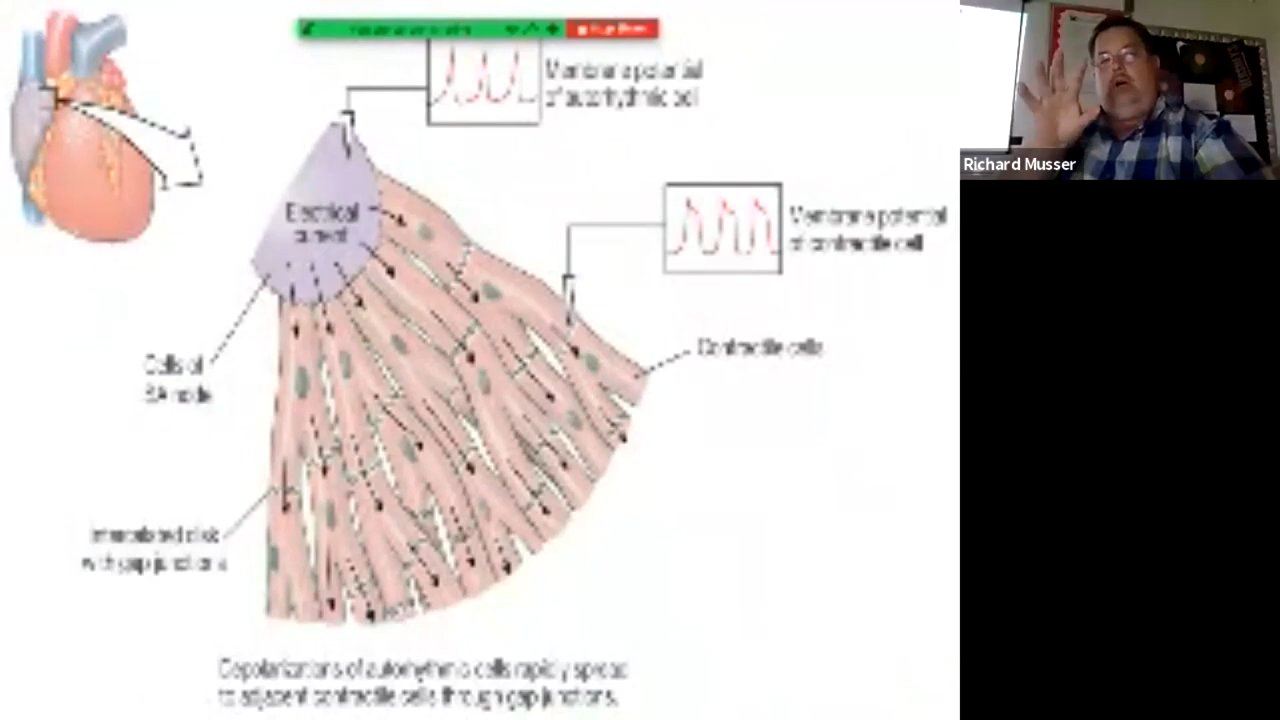 Membrane potential
of autorhythmic cell
Richard Musser
Electrical
current
Membrane potential
of contractile cell
Contractile cells
Cells of
SA node
Intercalated disk
with gap junctions
Depolarizations of autorhythmic cells rapidly spread
to adjacent contractile cells through gap junctions.